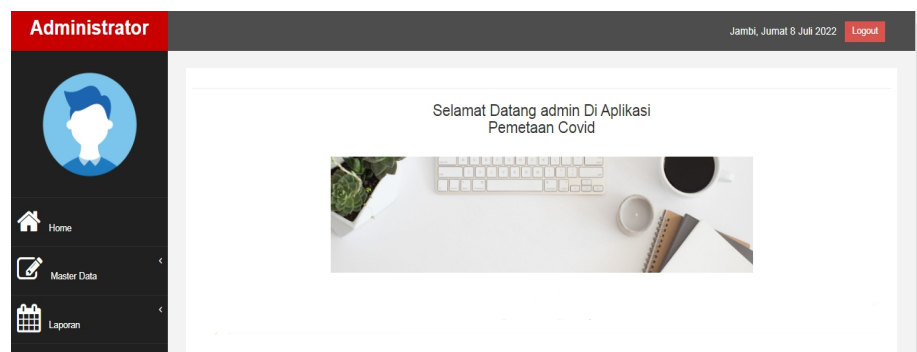 Administrator
Jambi, Jumat 8 Juli 2022 Logout
Selamat Datang admin Di Aplikasi
Pemetaan Covid
Home
Master Data
Laporan